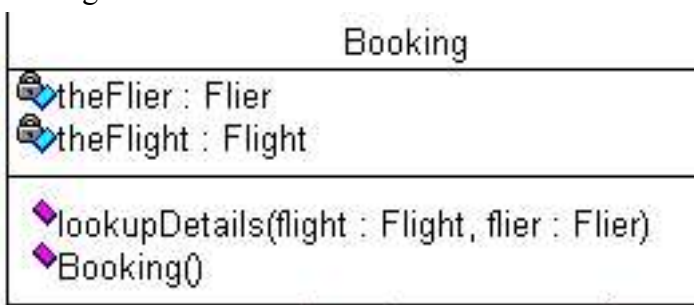 Booking
theFlier : Flier
theFlight : Flight
lookupDetails(flight : Flight, flier : Flier)
Booking()